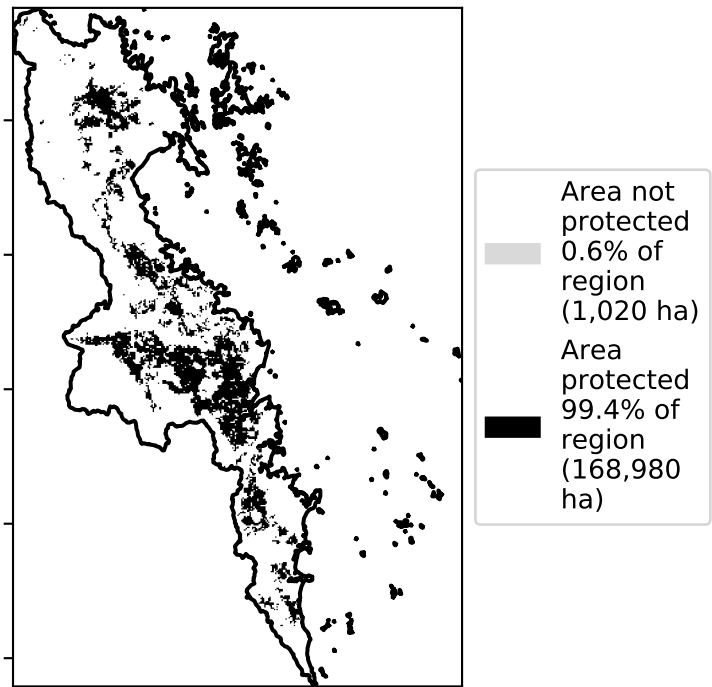 Area not
protected
0.6% of
region
(1,020 ha)
Area
protected
99.4% of
region
(168,980
ha)